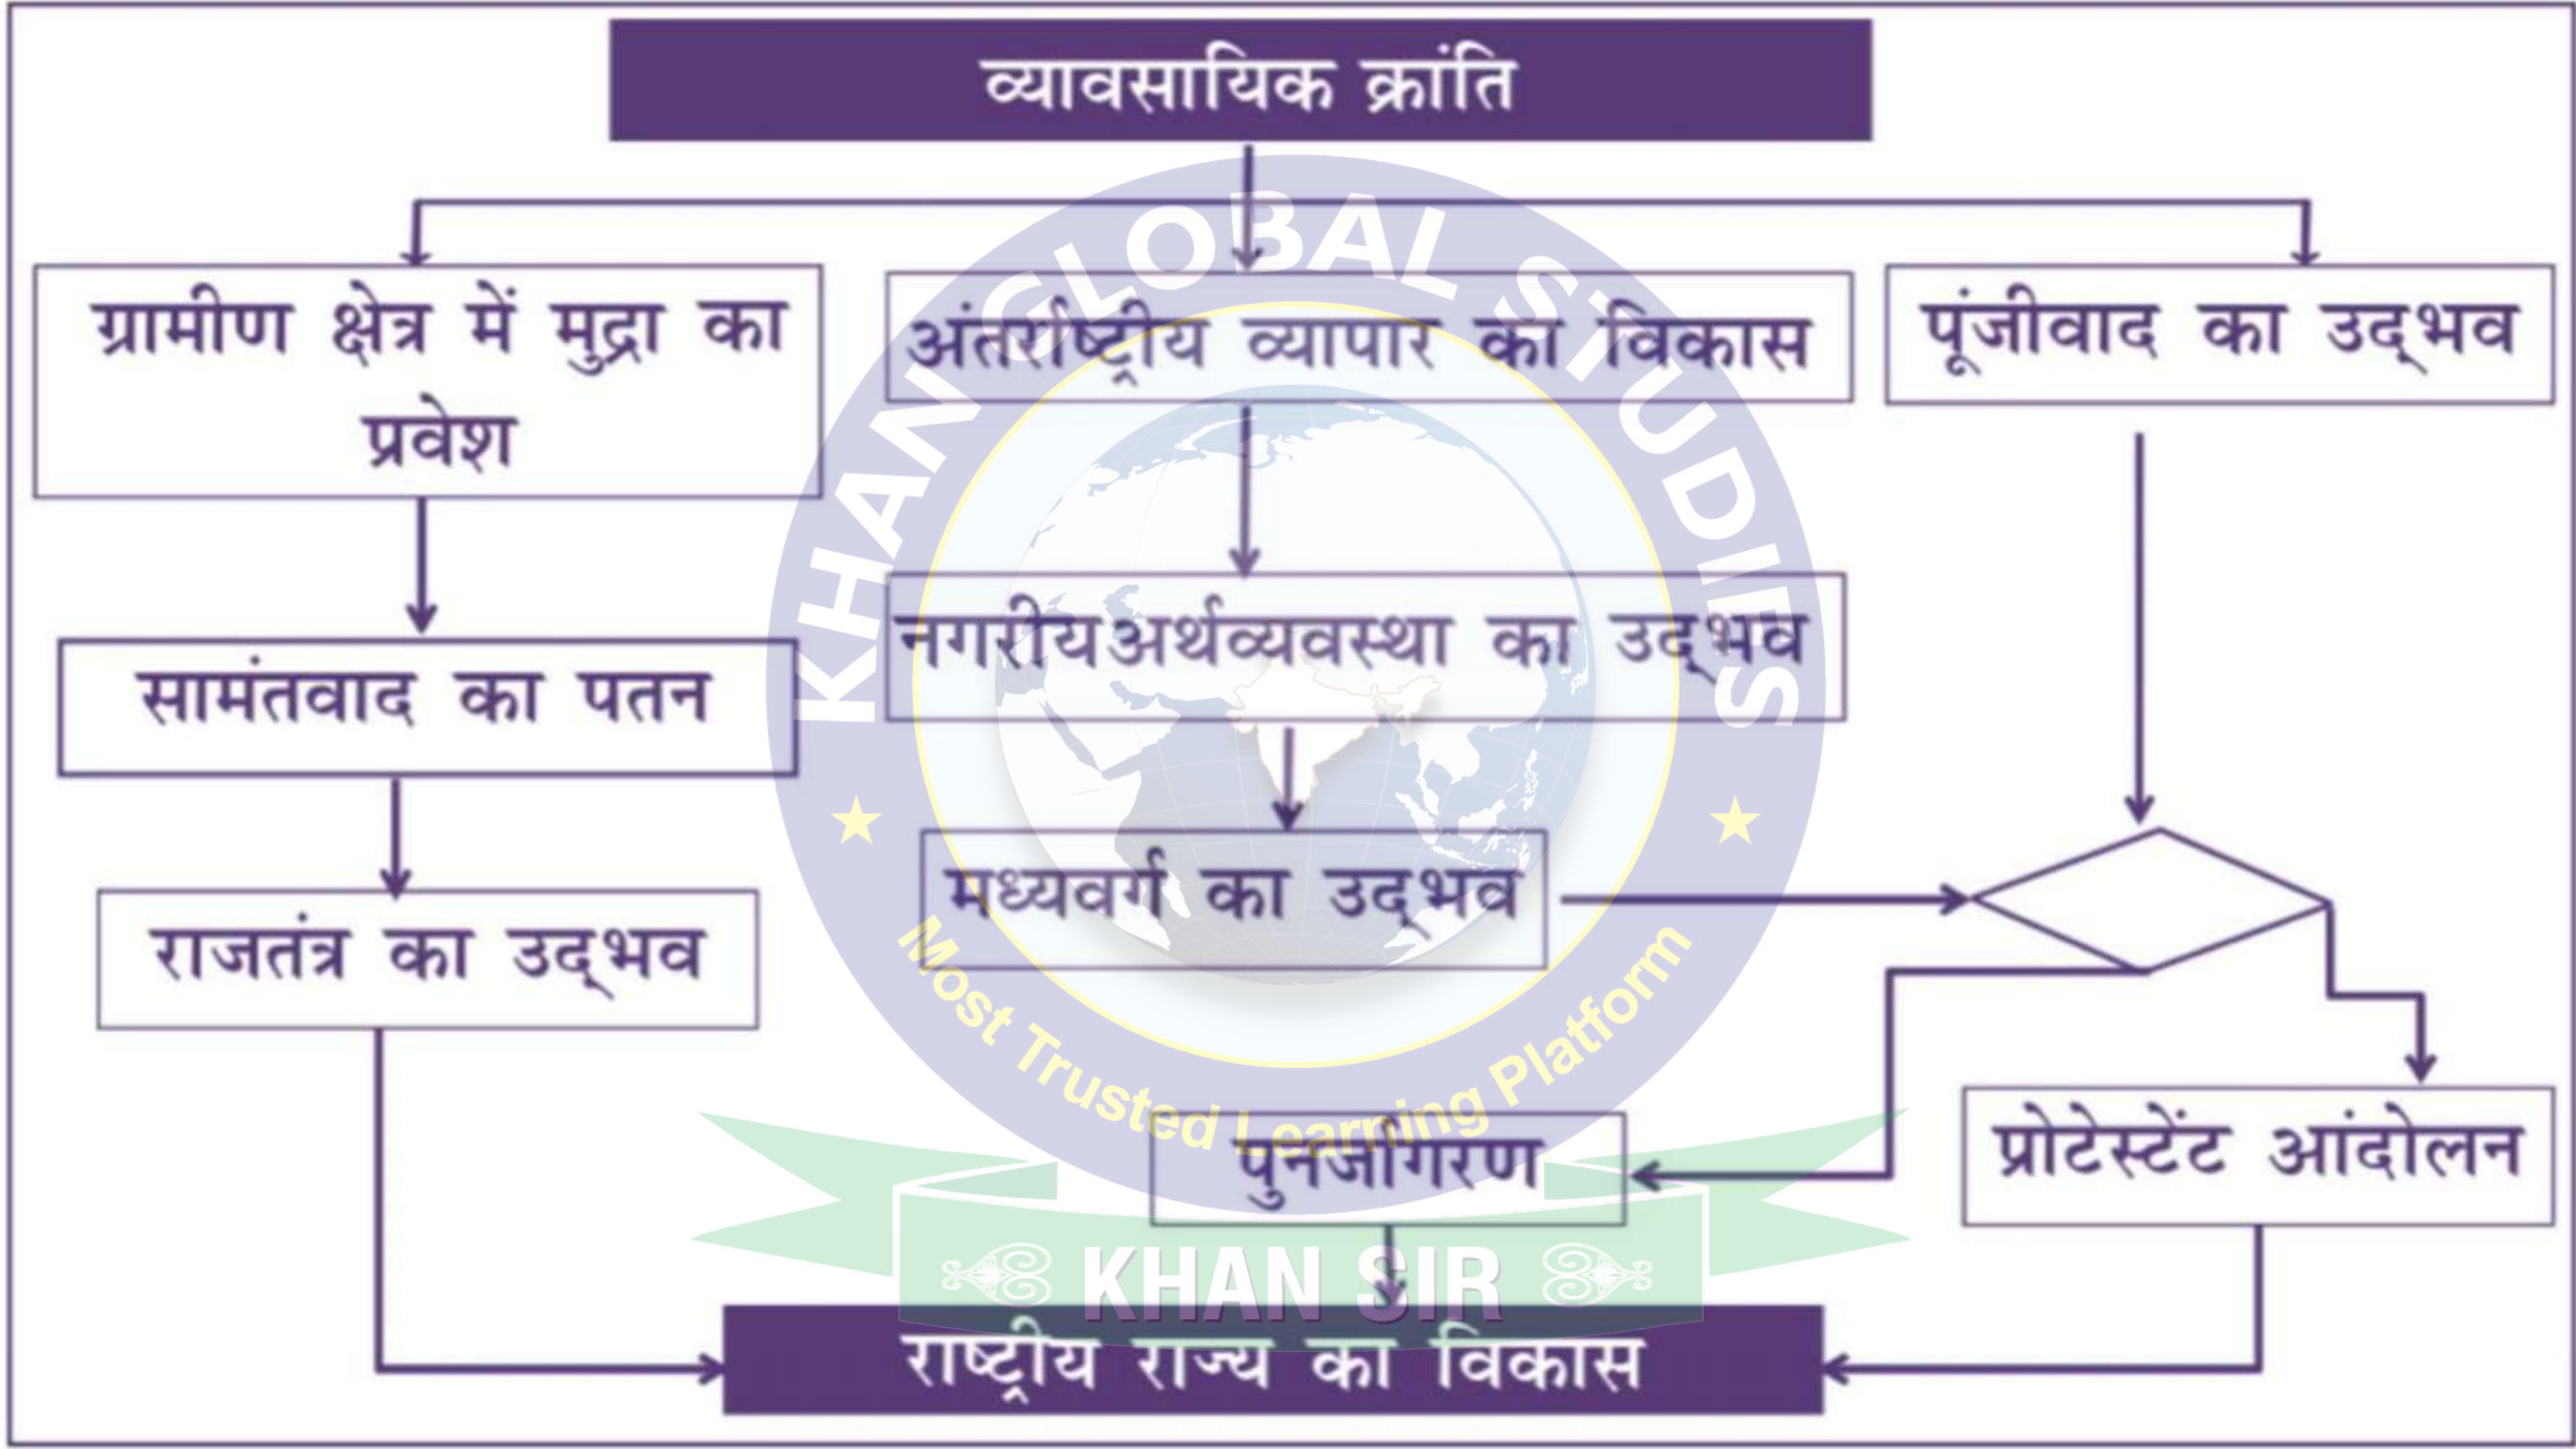 व्यावसायिक क्रांति
ग्रामीण क्षेत्र में मुद्रा का
प्रवेश
अंतर्राष्ट्रीय व्यापार का विकास
पूंजीवाद का उद्‌भव
सामंतवाद का पतन
नगरीयअर्थव्यवस्था का उद्‌भव
राजतंत्र का उद्‌भव
मध्यवर्ग का उद्‌भव
पुनर्जागरण
प्रोटेस्टेंट आंदोलन
राष्ट्रीय राज्य का विकास
KHAN GLOBAL STUDIES
Most Trusted Learning Platform
KHAN SIR